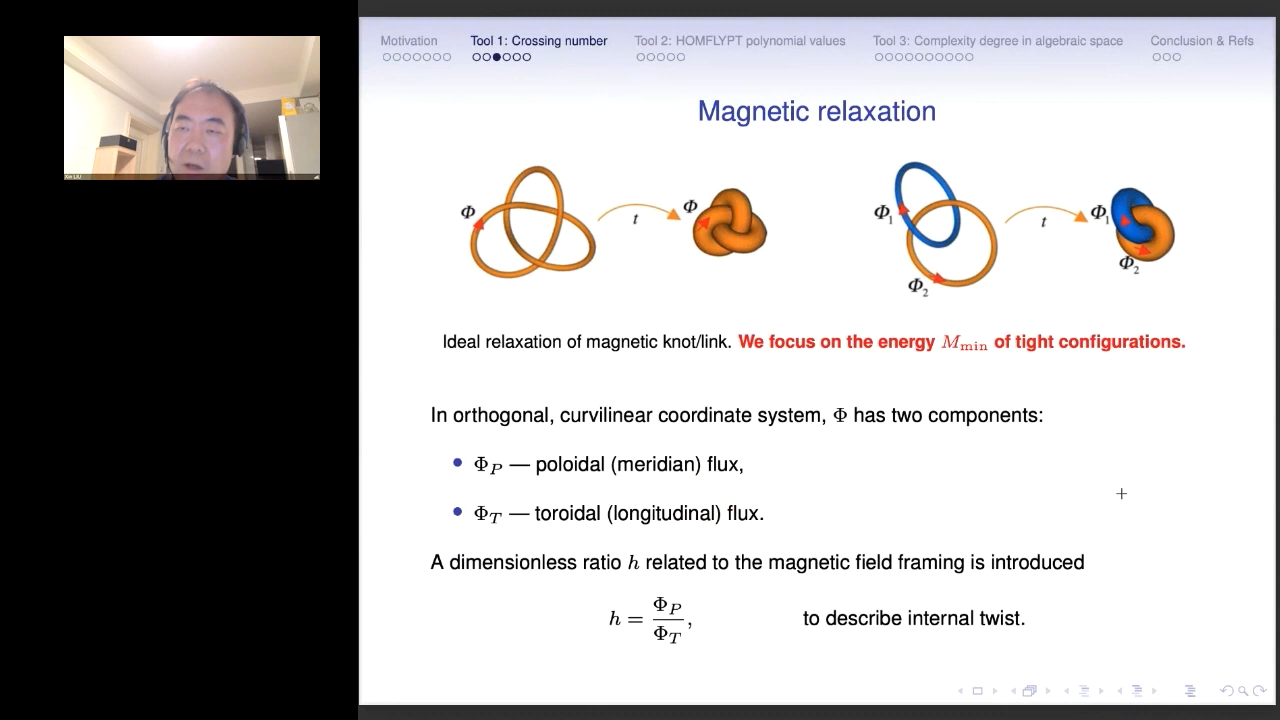 Motivation
Tool 1: Crossing number
Tool 2: HOMFLYPT polynomial values
Tool 3: Complexity degree in algebraic space
Conclusion & Refs
Magnetic relaxation
Φ t Φ
Φ₁ Φ₂ t Φ₁ Φ₂
Ideal relaxation of magnetic knot/link. We focus on the energy M_min of tight configurations.
In orthogonal, curvilinear coordinate system, Φ has two components:
• Φ_P — poloidal (meridian) flux,
• Φ_T — toroidal (longitudinal) flux.
A dimensionless ratio h related to the magnetic field framing is introduced
h = Φ_P / Φ_T, to describe internal twist.
Xin LIU